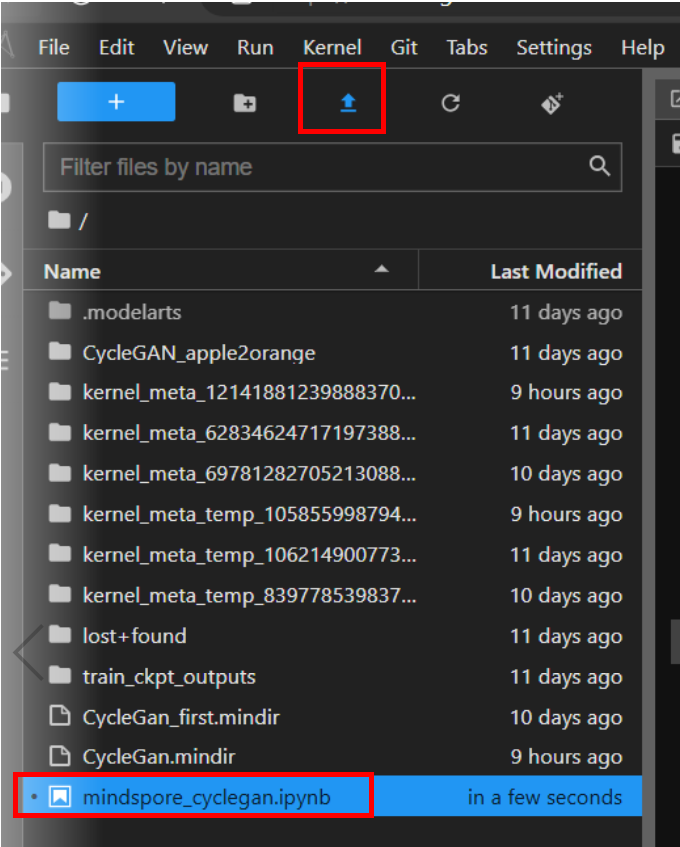 File Edit View Run Kernel Git Tabs Settings Help
+
Filter files by name
/
Name Last Modified
.modelarts 11 days ago
CycleGAN_apple2orange 11 days ago
kernel_meta_12141881239888370... 9 hours ago
kernel_meta_62834624717197388... 11 days ago
kernel_meta_69781282705213088... 10 days ago
kernel_meta_temp_105855998794... 9 hours ago
kernel_meta_temp_106214900773... 11 days ago
kernel_meta_temp_839778539837... 10 days ago
lost+found 11 days ago
train_ckpt_outputs 11 days ago
CycleGan_first.mindir 10 days ago
CycleGan.mindir 9 hours ago
mindspore_cyclegan.ipynb in a few seconds